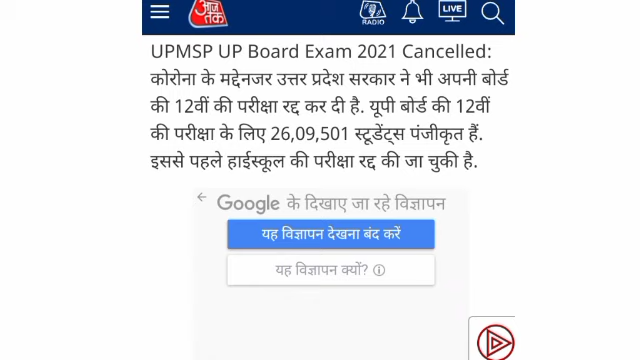 आज तक
RADIO
LIVE
UPMSP UP Board Exam 2021 Cancelled:
कोरोना के मद्देनजर उत्तर प्रदेश सरकार ने भी अपनी बोर्ड
की 12वीं की परीक्षा रद्द कर दी है. यूपी बोर्ड की 12वीं
की परीक्षा के लिए 26,09,501 स्टूडेंट्स पंजीकृत हैं.
इससे पहले हाईस्कूल की परीक्षा रद्द की जा चुकी है.
Google के दिखाए जा रहे विज्ञापन
यह विज्ञापन देखना बंद करें
यह विज्ञापन क्यों?